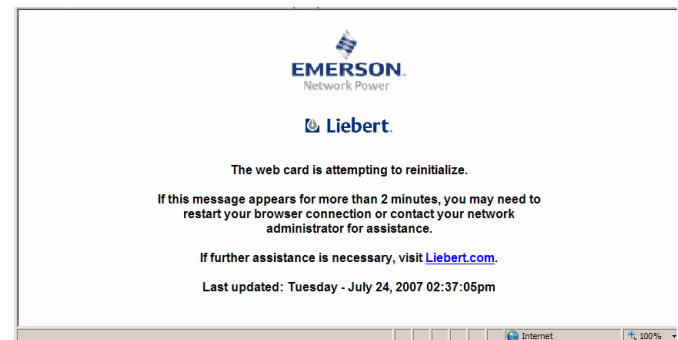 EMERSON™
Network Power
Liebert.
The web card is attempting to reinitialize.
If this message appears for more than 2 minutes, you may need to
restart your browser connection or contact your network
administrator for assistance.
If further assistance is necessary, visit Liebert.com.
Last updated: Tuesday - July 24, 2007 02:37:05pm
Internet 100%